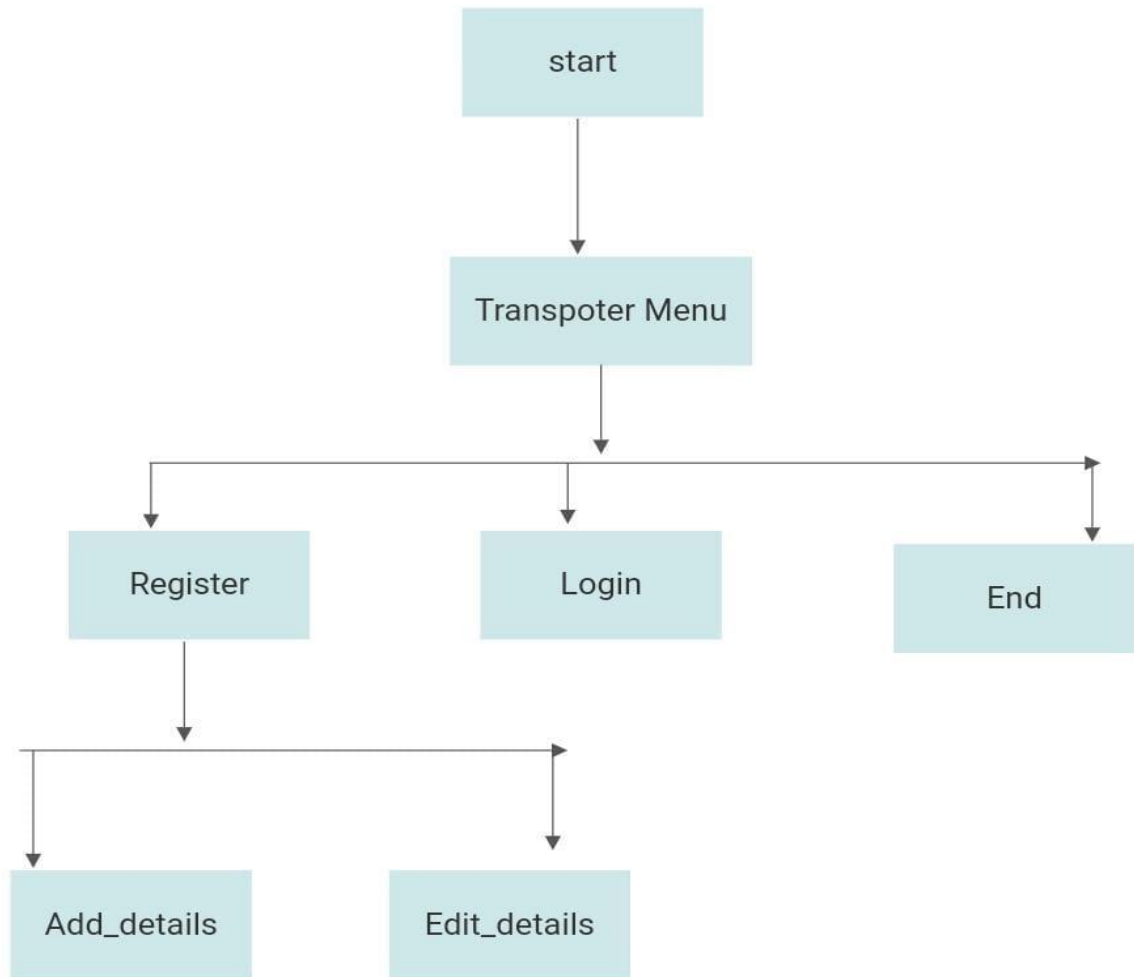 start
Transpoter Menu
Register
Login
End
Add_details
Edit_details